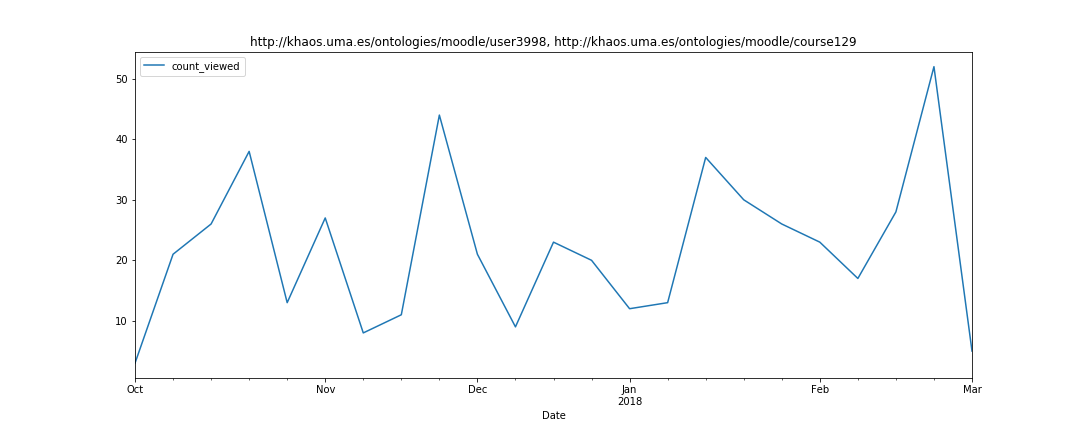 http://khaos.uma.es/ontologies/moodle/user3998, http://khaos.uma.es/ontologies/moodle/course129
count_viewed
50
40
30
20
10
Oct
Nov
Dec
Jan
2018
Feb
Mar
Date